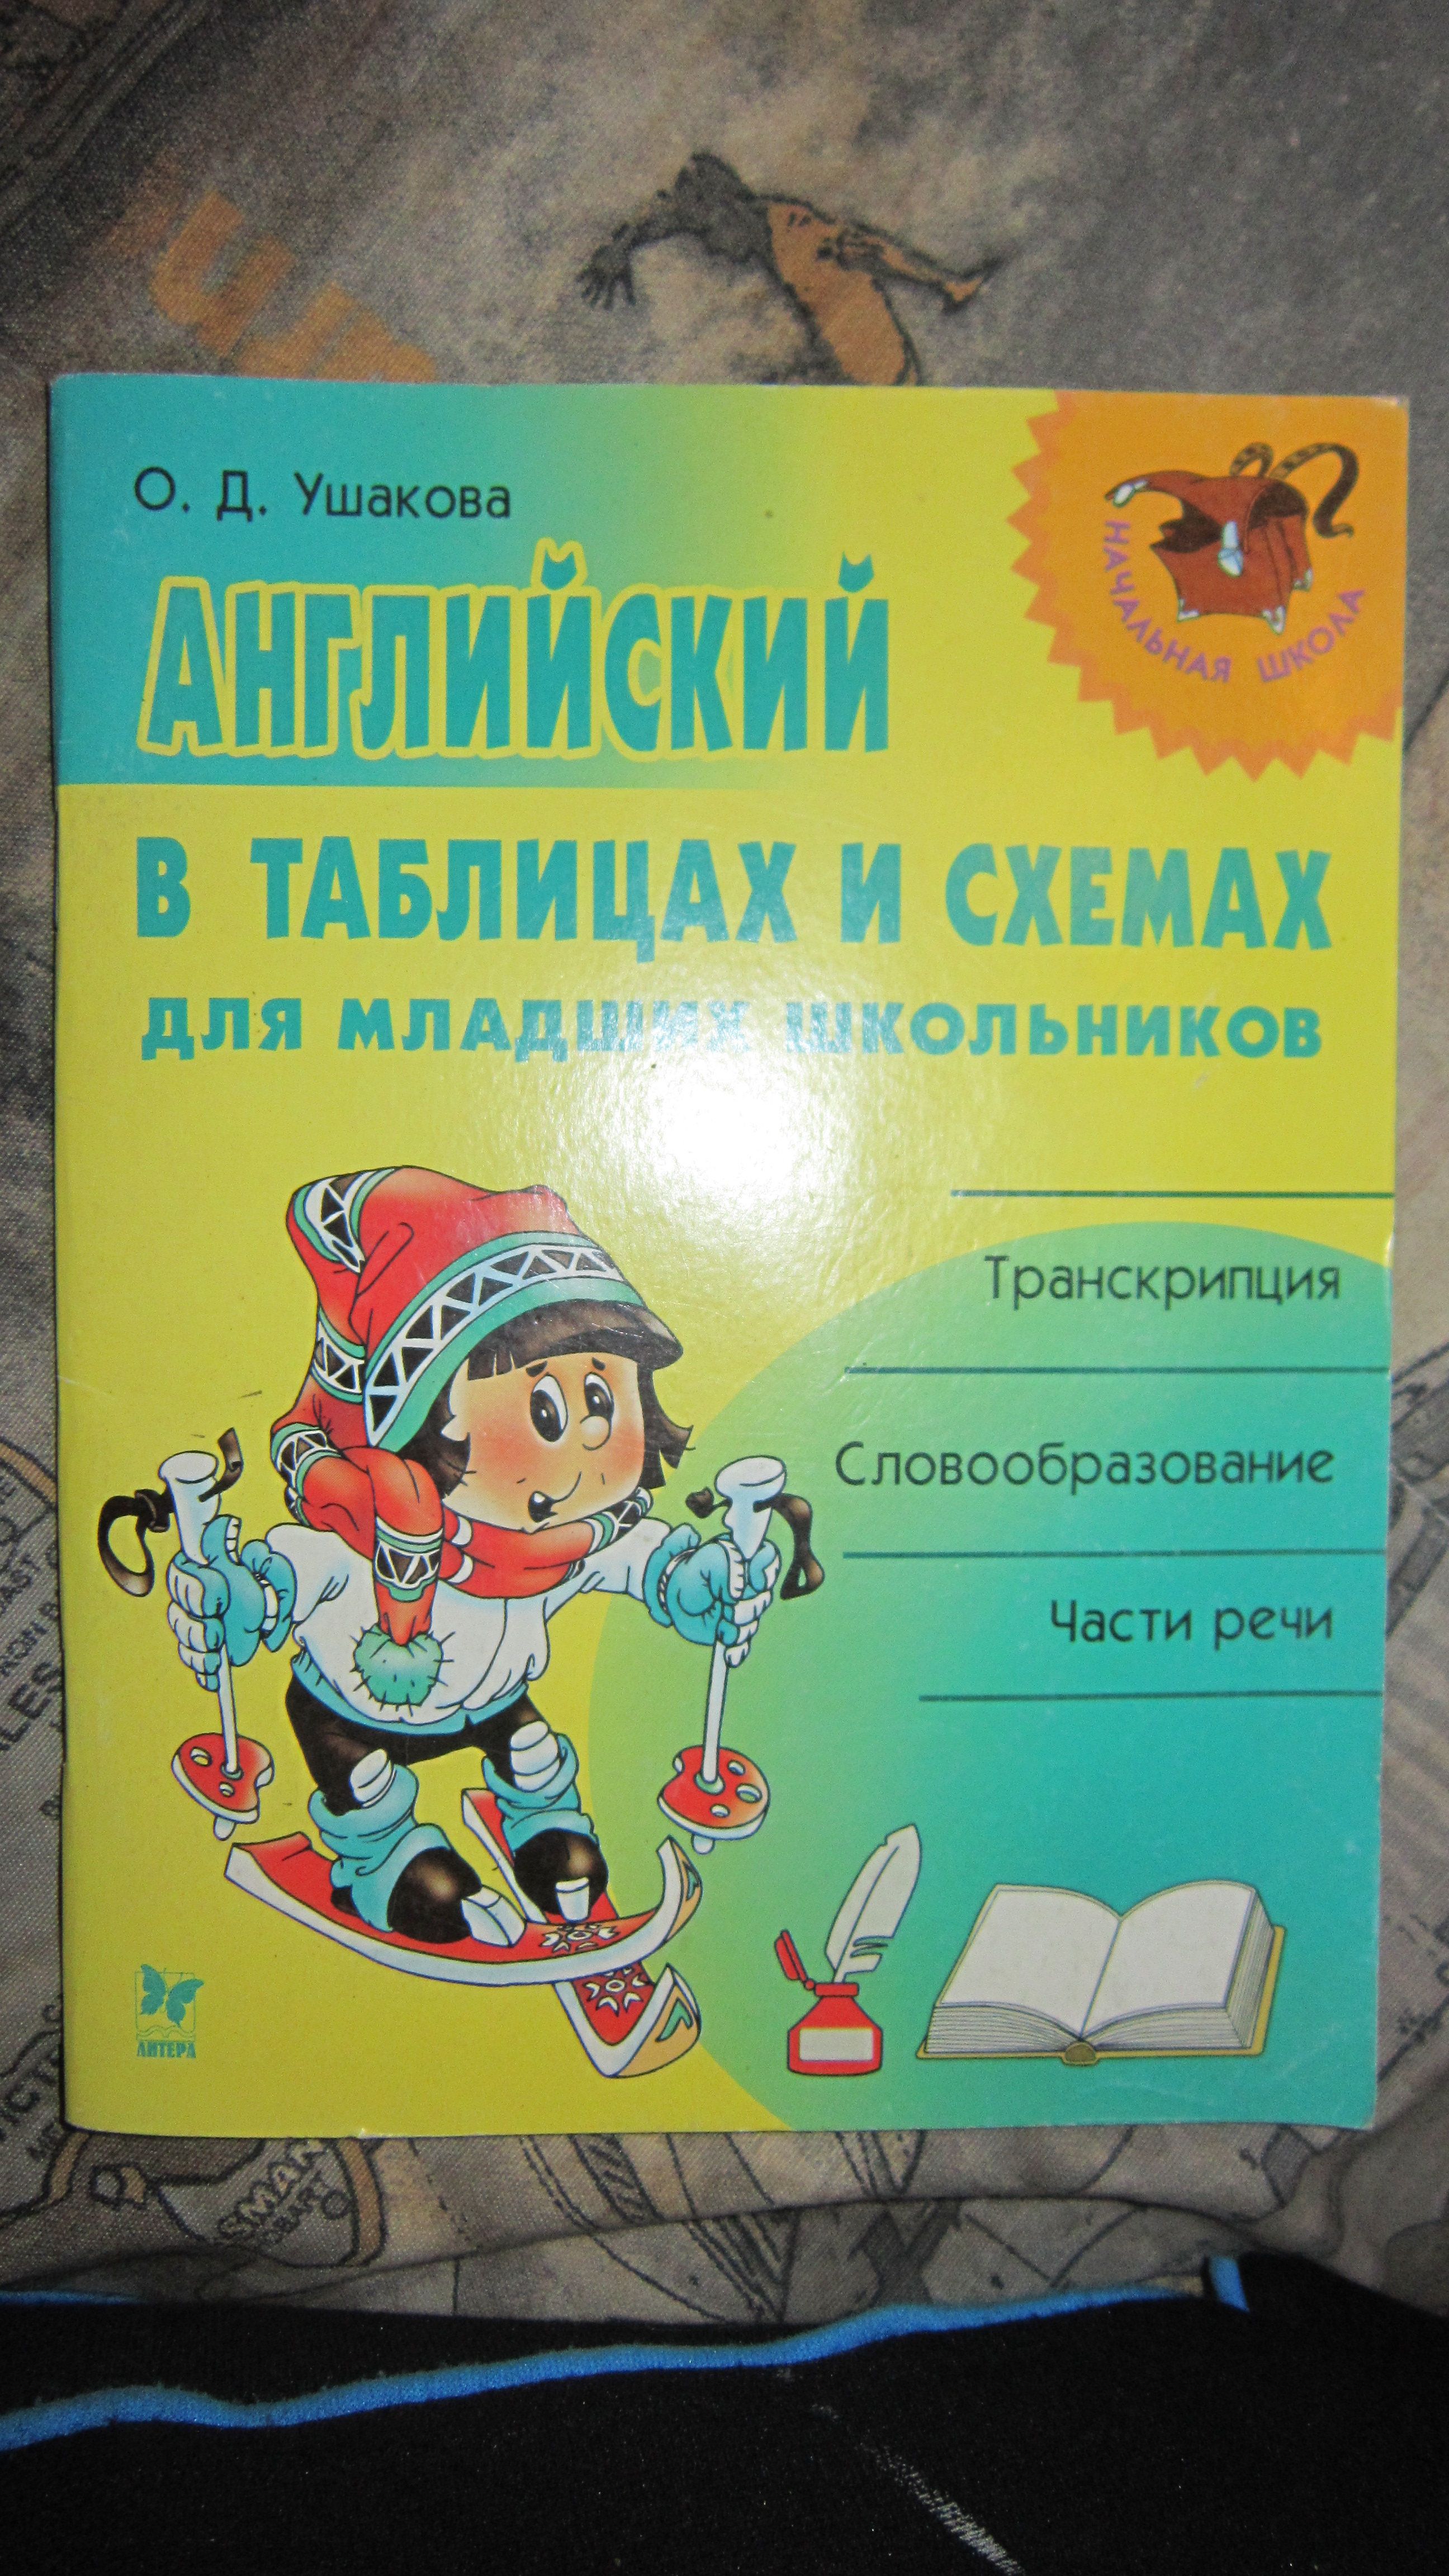 О. Д. Ушакова
НАЧАЛЬНАЯ ШКОЛА
АНГЛИЙСКИЙ
В ТАБЛИЦАХ И СХЕМАХ
ДЛЯ МЛАДШИХ ШКОЛЬНИКОВ
Транскрипция
Словообразование
Части речи
ЛИТЕРА